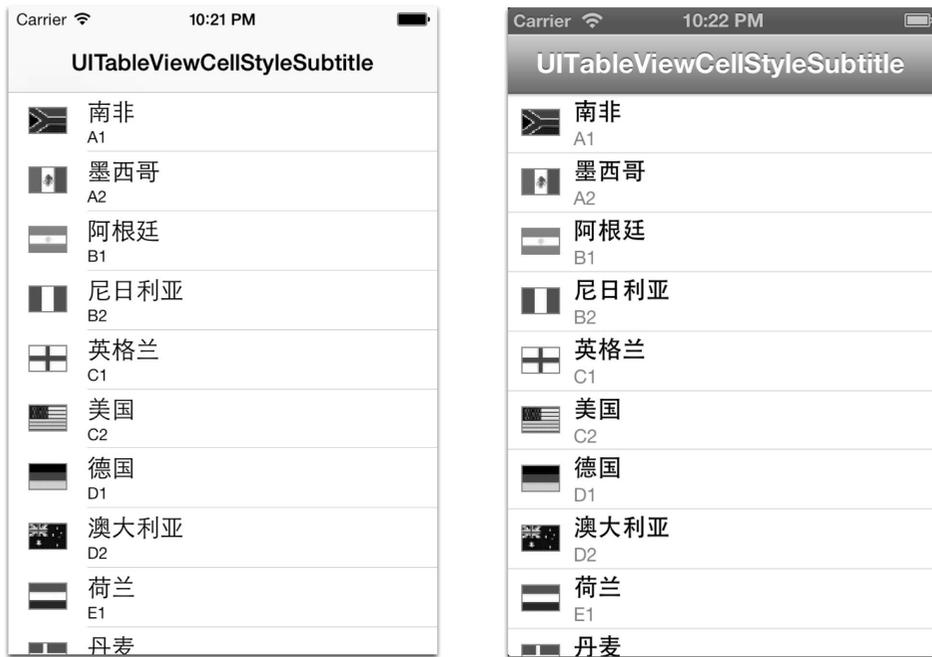 Carrier 10:21 PM
UITableViewCellStyleSubtitle
南非
A1
墨西哥
A2
阿根廷
B1
尼日利亚
B2
英格兰
C1
美国
C2
德国
D1
澳大利亚
D2
荷兰
E1
丹麦
Carrier 10:22 PM
UITableViewCellStyleSubtitle
南非
A1
墨西哥
A2
阿根廷
B1
尼日利亚
B2
英格兰
C1
美国
C2
德国
D1
澳大利亚
D2
荷兰
E1
丹麦